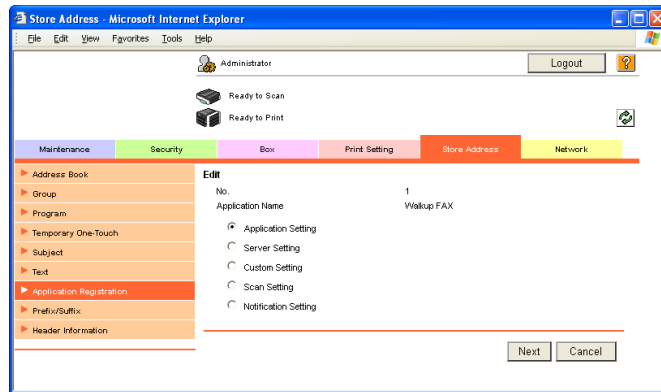 Store Address - Microsoft Internet Explorer
File Edit View Favorites Tools Help
Administrator
Logout
?
Ready to Scan
Ready to Print
Maintenance Security Box Print Setting Store Address Network
Address Book
Group
Program
Temporary One-Touch
Subject
Text
Application Registration
Prefix/Suffix
Header Information
Edit
No. 1
Application Name Walkup FAX
Application Setting
Server Setting
Custom Setting
Scan Setting
Notification Setting
Next Cancel